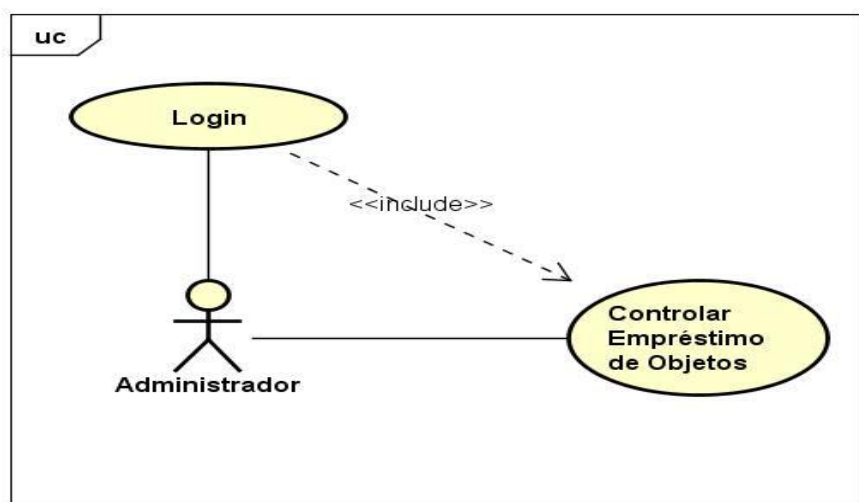 uc
Login
<<include>>
Controlar
Empréstimo
de Objetos
Administrador